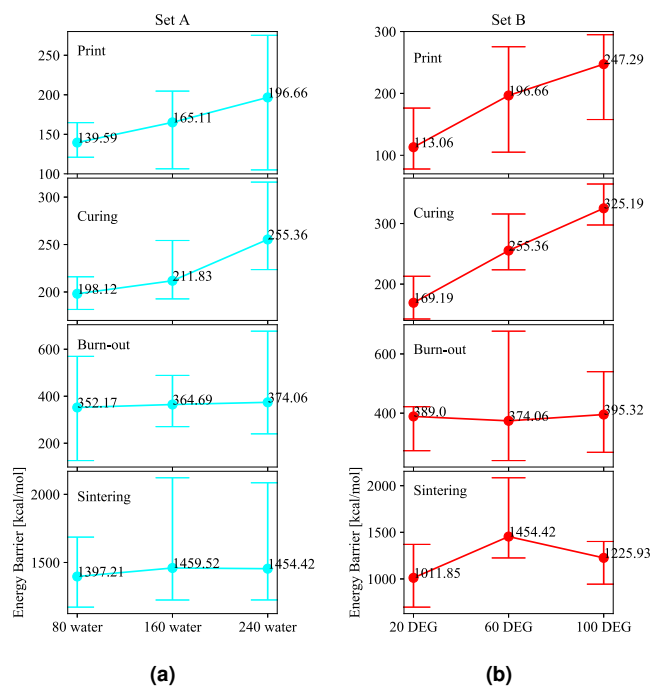 Set A
Print
250
200
150
100
139.59
165.11
196.66
Curing
300
250
200
198.12
211.83
255.36
Burn-out
600
400
200
352.17
364.69
374.06
Sintering
2000
1500
1397.21
1459.52
1454.42
Energy Barrier [kcal/mol]
80 water
160 water
240 water
(a)
Set B
Print
300
200
100
113.06
196.66
247.29
Curing
300
200
169.19
255.36
325.19
Burn-out
600
400
389.0
374.06
395.32
Sintering
2000
1500
1000
1011.85
1454.42
1225.93
Energy Barrier [kcal/mol]
20 DEG
60 DEG
100 DEG
(b)